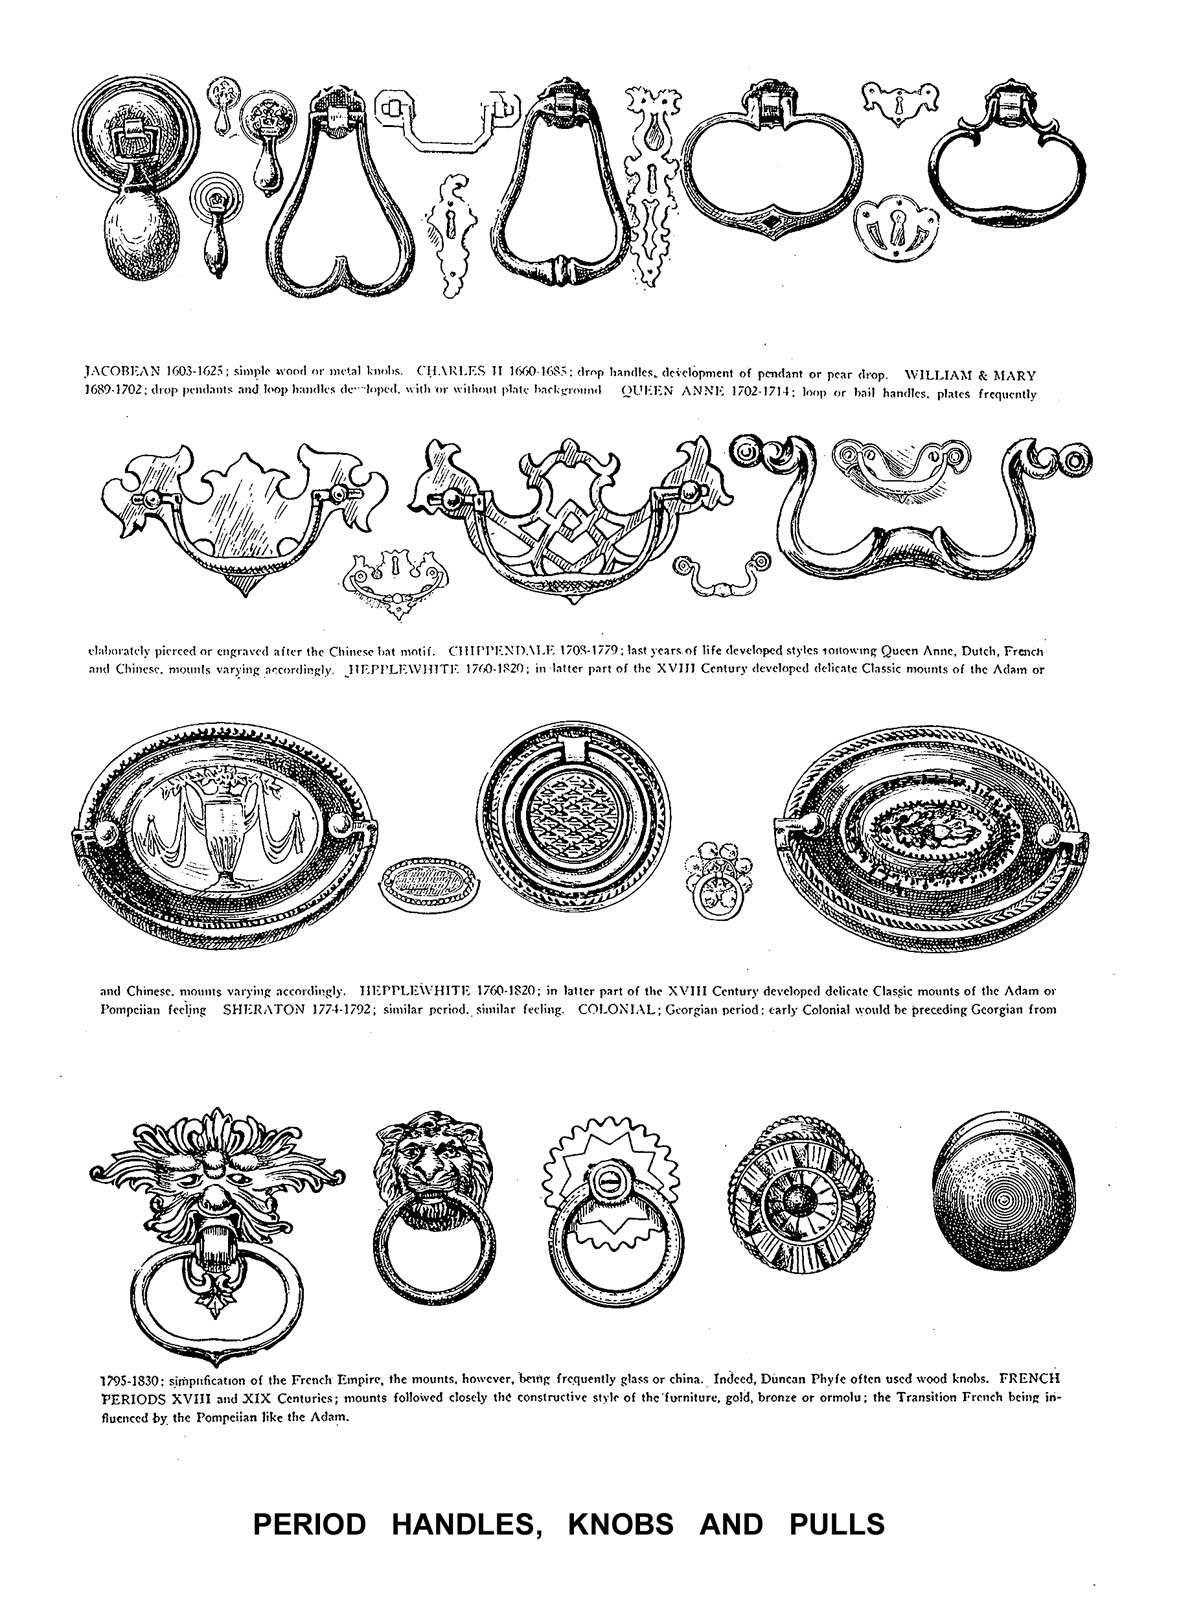 JACOBEAN 1603-1625; simple wood or metal knobs. CHARLES II 1660-1685; drop handles, development of pendant or pear drop. WILLIAM & MARY
1689-1702; drop pendants and loop handles developed, with or without plate background QUEEN ANNE 1702-1714; loop or bail handles, plates frequently
elaborately pierced or engraved after the Chinese bat motif. CHIPPENDALE 1708-1779; last years of life developed styles following Queen Anne, Dutch, French
and Chinese, mounts varying accordingly. HEPPLEWHITE 1760-1820; in latter part of the XVIII Century developed delicate Classic mounts of the Adam or
and Chinese, mounts varying accordingly. HEPPLEWHITE 1760-1820; in latter part of the XVIII Century developed delicate Classic mounts of the Adam or
Pompeiian feeling SHERATON 1774-1792; similar period, similar feeling. COLONIAL; Georgian period; early Colonial would be preceding Georgian from
1795-1830; simplification of the French Empire, the mounts, however, being frequently glass or china. Indeed, Duncan Phyfe often used wood knobs. FRENCH
PERIODS XVIII and XIX Centuries; mounts followed closely the constructive style of the furniture, gold, bronze or ormolu; the Transition French being in-
fluenced by the Pompeiian like the Adam.
PERIOD HANDLES, KNOBS AND PULLS